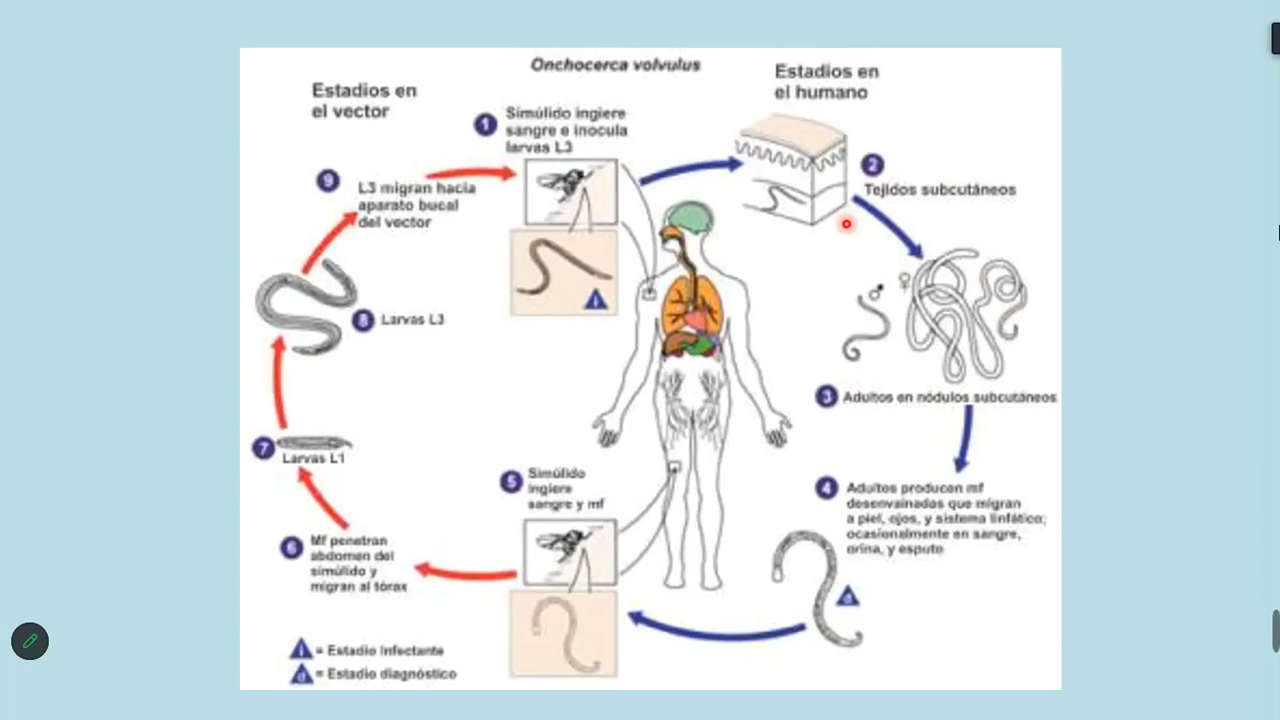 Onchocerca volvulus
Estadios en
el vector
Estadios en
el humano
1
Simúlido ingiere
sangre e inocula
larvas L3
2
Tejidos subcutáneos
3
Adultos en nódulos subcutáneos
4
Adultos producen mf
desenvainadas que migran
a piel, ojos, y sistema linfático;
ocasionalmente en sangre,
orina, y esputo
d
5
Simúlido
ingiere
sangre y mf
6
Mf penetran
abdomen del
simúlido y
migran al tórax
7
Larvas L1
8
Larvas L3
9
L3 migran hacia
aparato bucal
del vector
i
i = Estadio infectante
d = Estadio diagnóstico